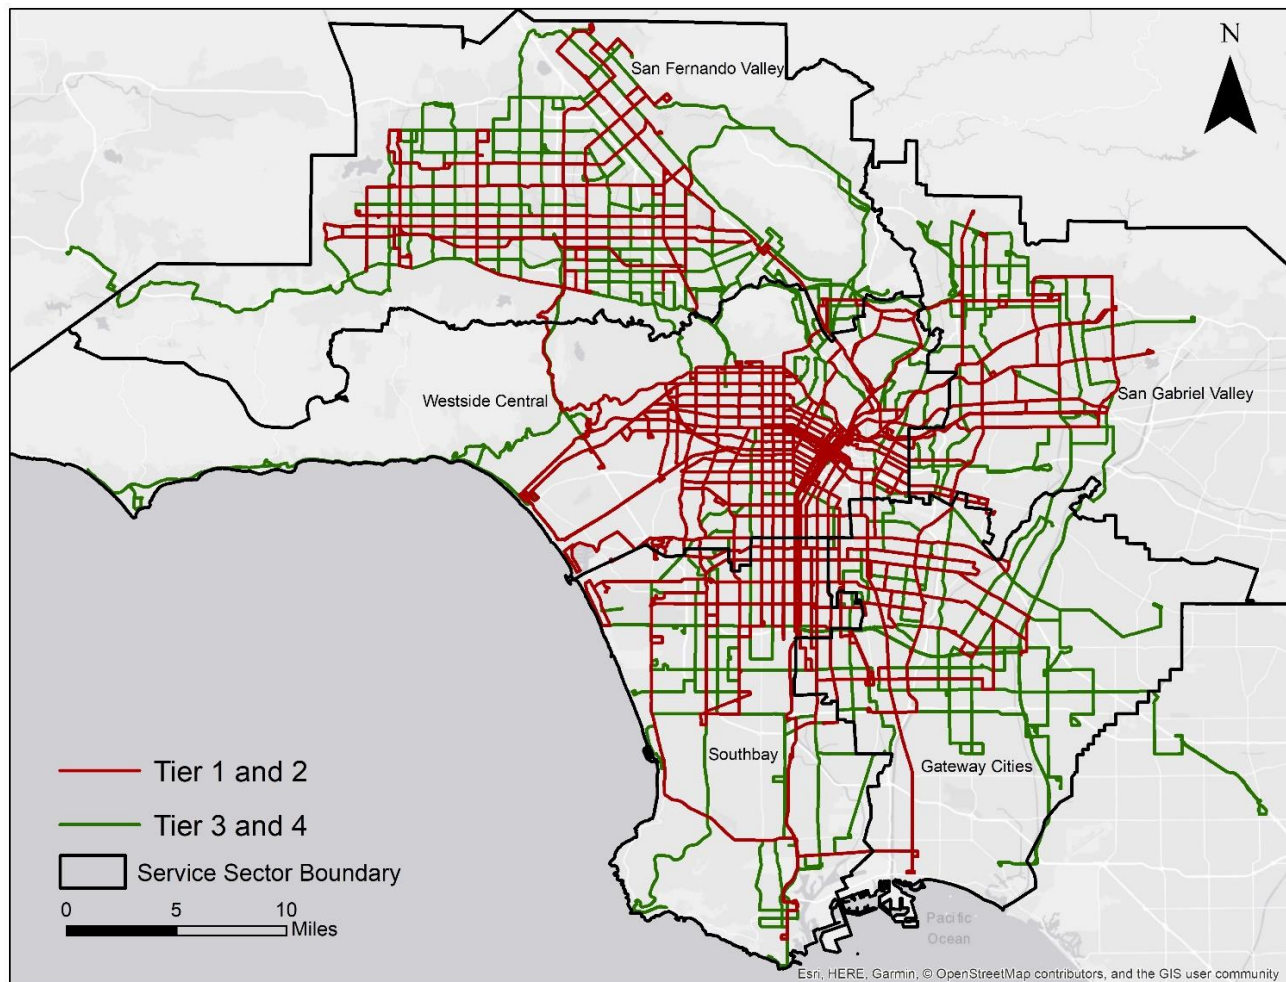 N
San Fernando Valley
Westside Central
San Gabriel Valley
Southbay
Gateway Cities
Tier 1 and 2
Tier 3 and 4
Service Sector Boundary
0 5 10
Miles
Pacific
Ocean
Esri, HERE, Garmin, © OpenStreetMap contributors, and the GIS user community